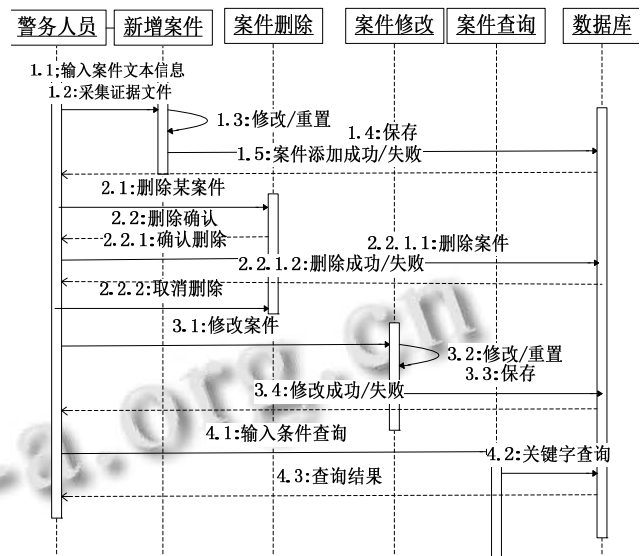 警务人员 新增案件 案件删除 案件修改 案件查询 数据库
1.1:输入案件文本信息
1.2:采集证据文件
1.3:修改/重置
1.4:保存
1.5:案件添加成功/失败
2.1:删除某案件
2.2:删除确认
2.2.1:确认删除
2.2.1.1:删除案件
2.2.1.2:删除成功/失败
2.2.2:取消删除
3.1:修改案件
3.2:修改/重置
3.3:保存
3.4:修改成功/失败
4.1:输入条件查询
4.2:关键字查询
4.3:查询结果
-a.org.cn